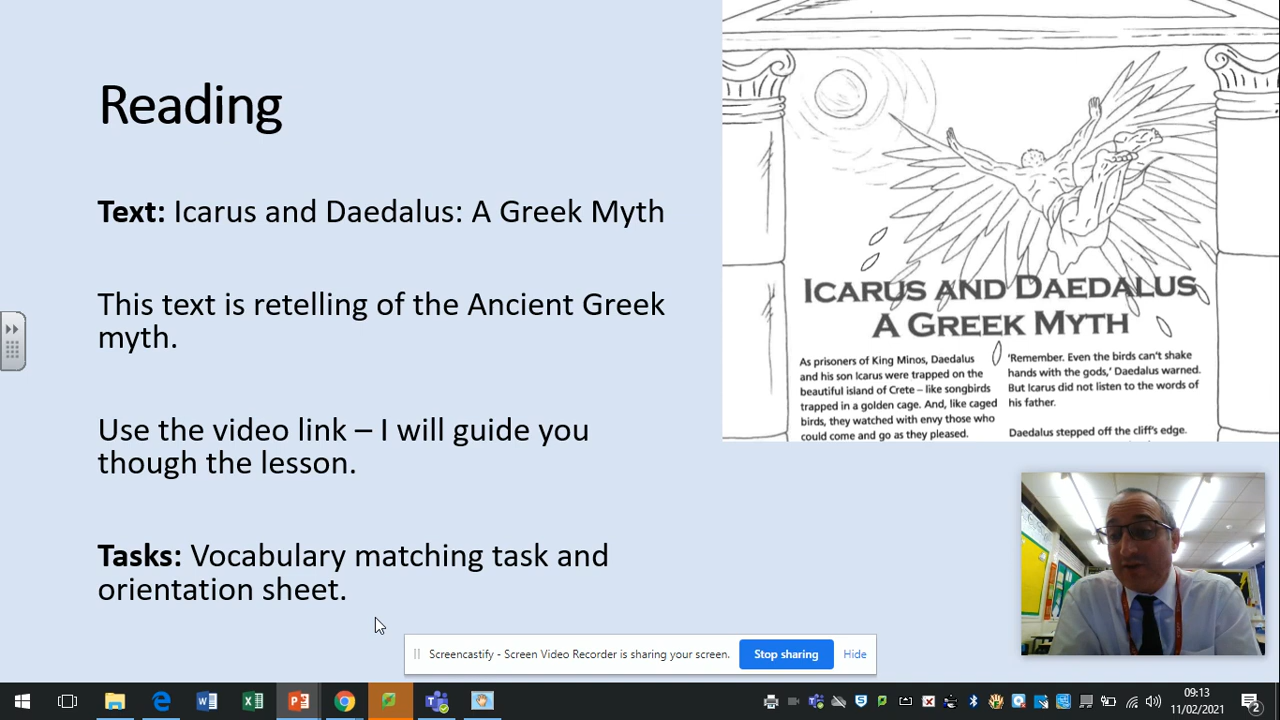 Reading
Text: Icarus and Daedalus: A Greek Myth
This text is retelling of the Ancient Greek
myth.
Use the video link – I will guide you
though the lesson.
Tasks: Vocabulary matching task and
orientation sheet.
ICARUS AND DAEDALUS
A GREEK MYTH
As prisoners of King Minos, Daedalus
and his son Icarus were trapped on the
beautiful island of Crete – like songbirds
trapped in a golden cage. And, like caged
birds, they watched with envy those who
could come and go as they pleased.
'Remember. Even the birds can't shake
hands with the gods,' Daedalus warned.
But Icarus did not listen to the words of
his father.
Daedalus stepped off the cliff's edge.
Screencastify - Screen Video Recorder is sharing your screen.
Stop sharing
Hide
09:13
11/02/2021
2